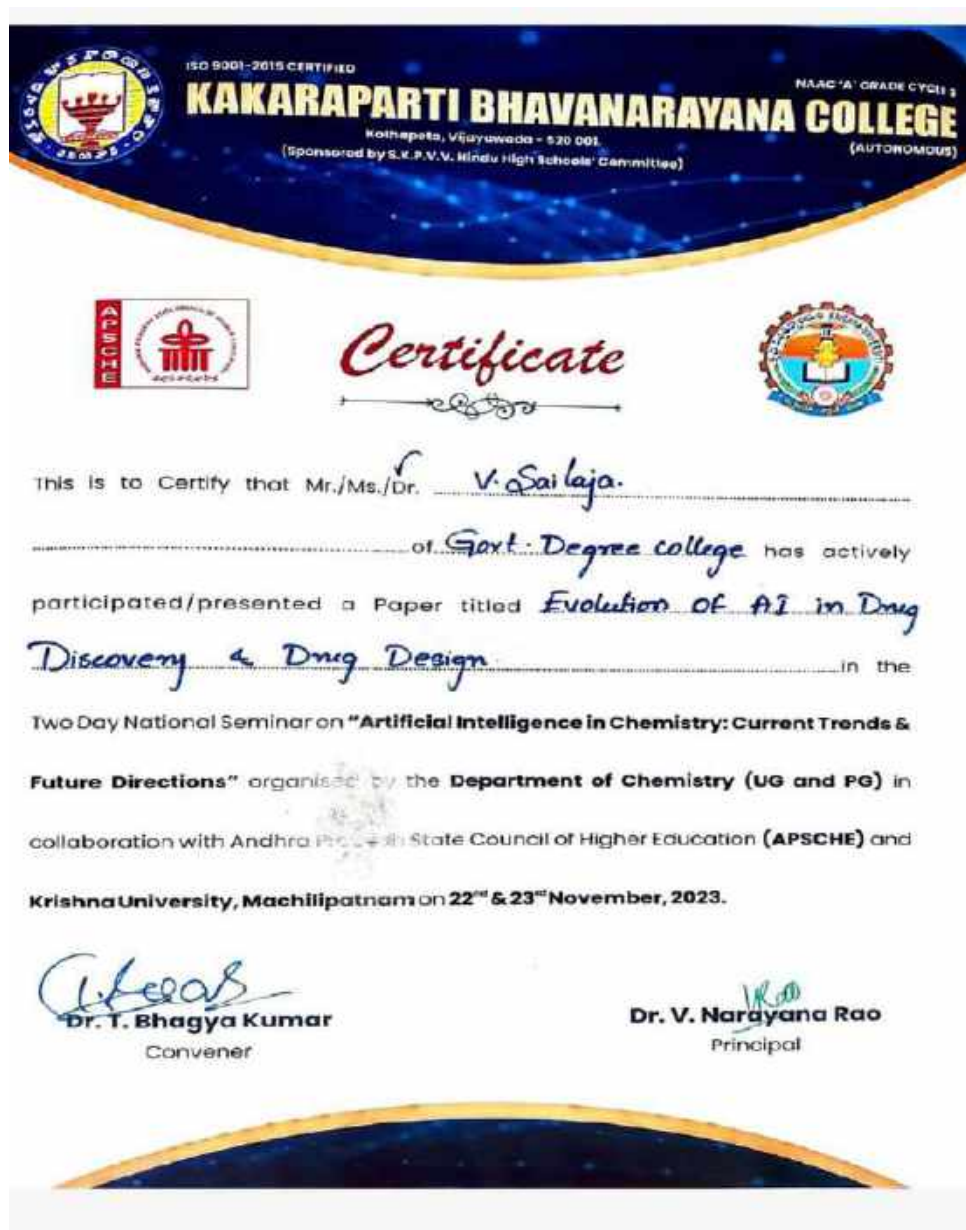 ISO 9001-2015 CERTIFIED
NAAC 'A' GRADE CYCLE 3
KAKARAPARTI BHAVANARAYANA COLLEGE
Kothapeta, Vijayawada - 520 001.
(AUTONOMOUS)
(Sponsored by S.K.P.V.V. Hindu High Schools' Committee)
APSCHE
Certificate
This is to Certify that Mr./Ms./Dr. V. Sailaja.
of Govt. Degree college has actively
participated/presented a Paper titled Evolution OF AI in Drug
Discovery & Drug Design in the
Two Day National Seminar on "Artificial Intelligence in Chemistry: Current Trends &
Future Directions" organised by the Department of Chemistry (UG and PG) in
collaboration with Andhra Pradesh State Council of Higher Education (APSCHE) and
Krishna University, Machilipatnam on 22nd & 23rd November, 2023.
Dr. T. Bhagya Kumar
Convener
Dr. V. Narayana Rao
Principal